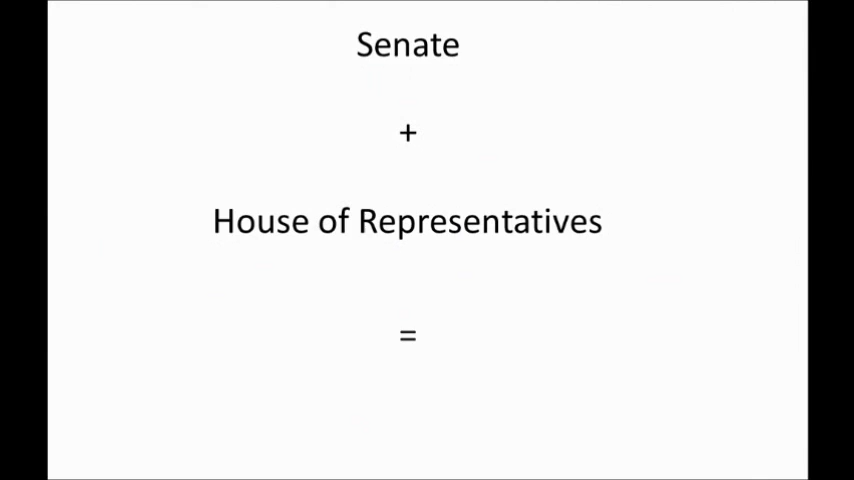 Senate
+
House of Representatives
=